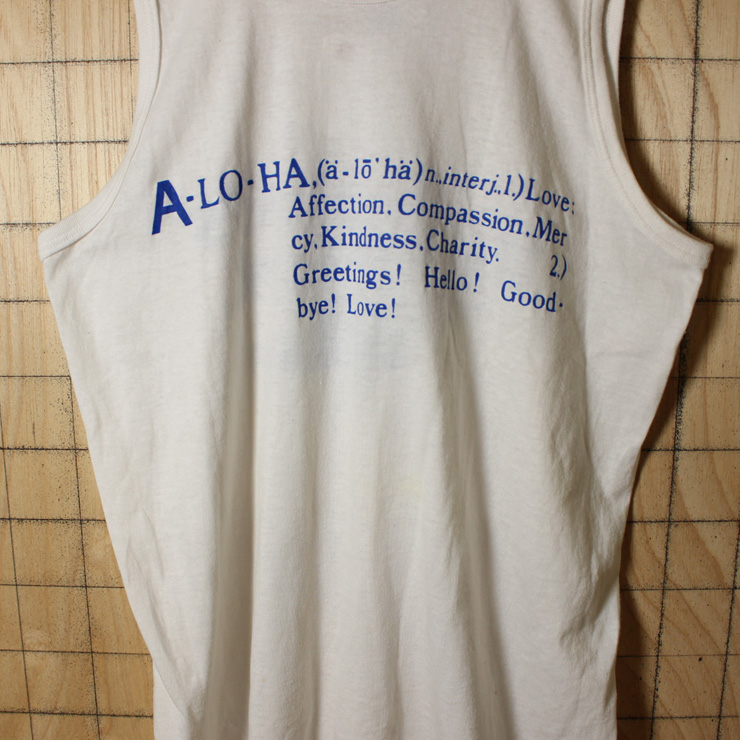 A-LO-HA,(ä-lō'hä)n.,interj.,1.)Love:
Affection, Compassion, Mer
cy, Kindness, Charity. 2.)
Greetings! Hello! Good-
bye! Love!